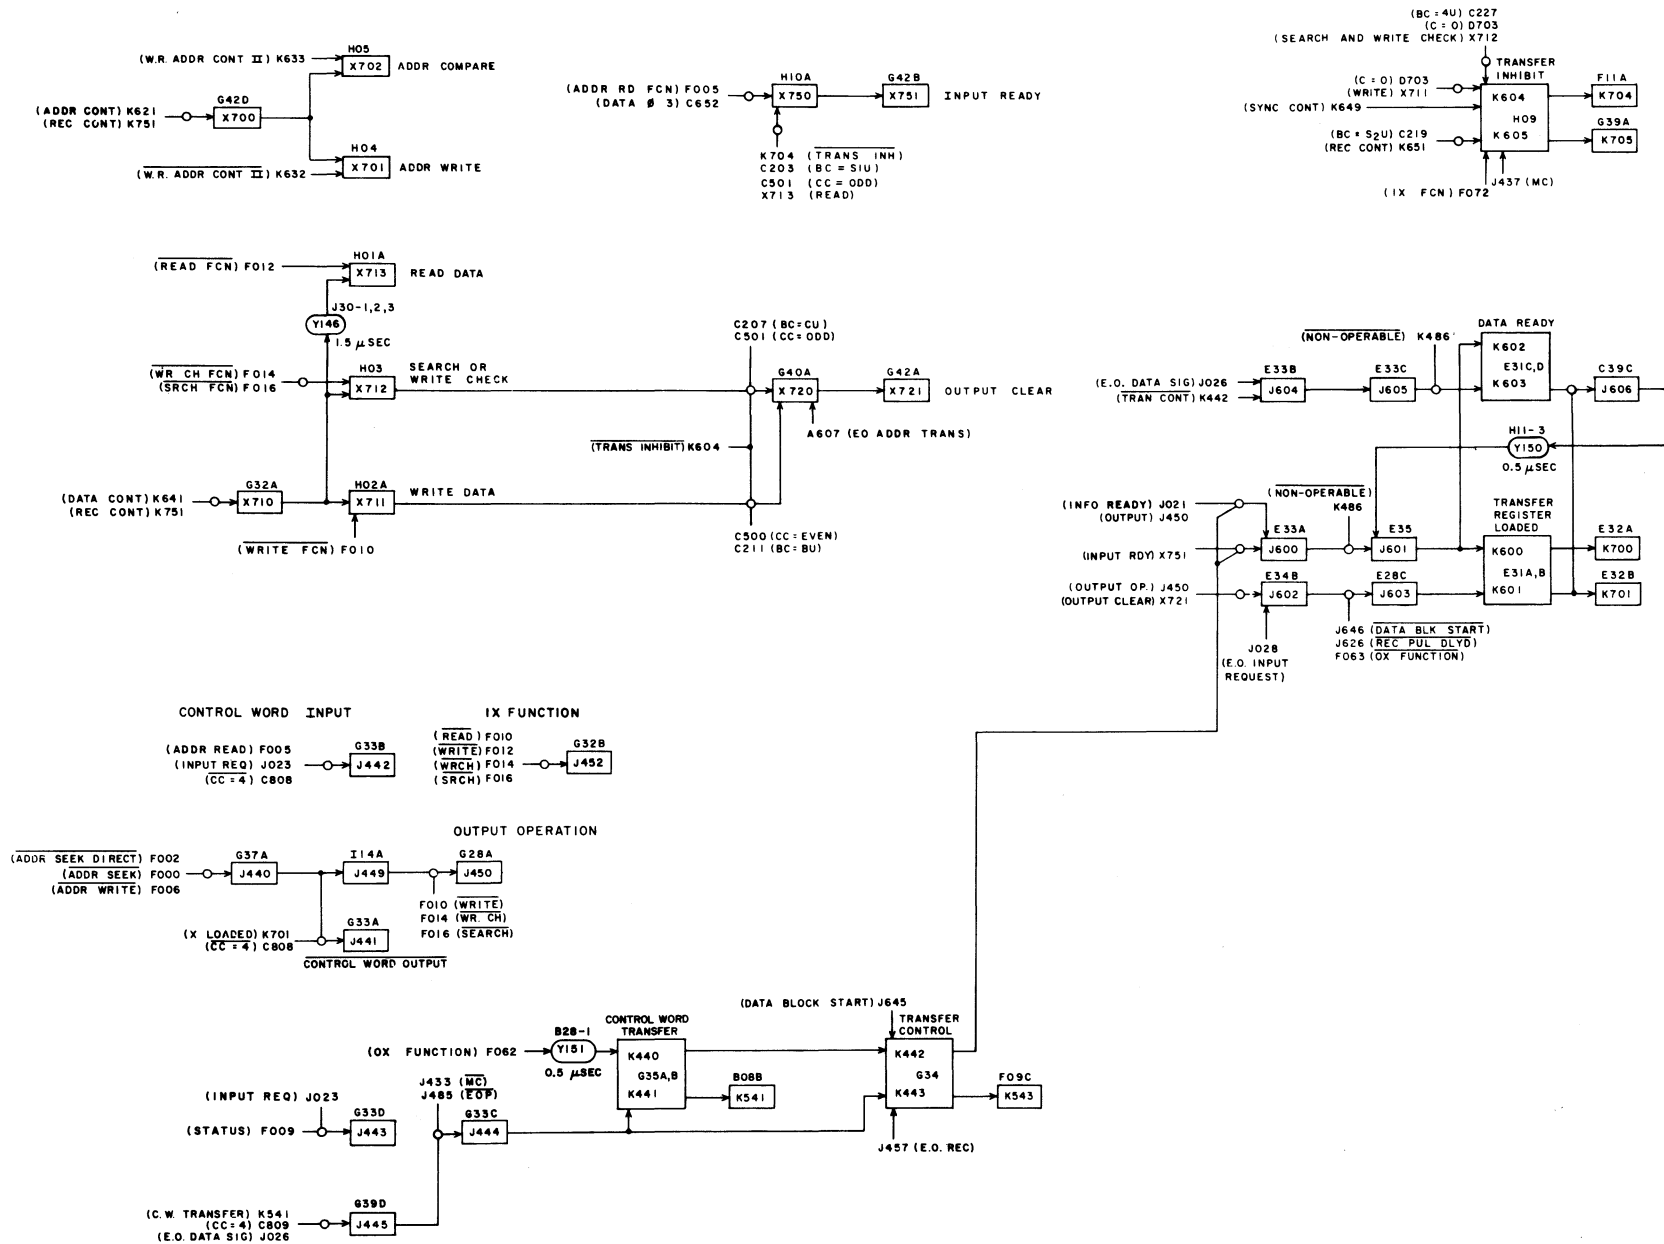 (W.R. ADDR CONT II) K633
H05
X702
ADDR COMPARE
(ADDR CONT) K621
(REC CONT) K751
G42D
X700
H04
X701
ADDR WRITE
(W.R. ADDR CONT II) K632
(ADDR RD FCN) F005
(DATA Ø 3) C652
H10A
X750
G42B
X751
INPUT READY
K704 (TRANS INH)
C203 (BC = SIU)
C501 (CC = ODD)
X713 (READ)
(BC = 4U) C227
(C = 0) D703
(SEARCH AND WRITE CHECK) X712
TRANSFER
INHIBIT
(C = 0) D703
(WRITE) X711
(SYNC CONT) K649
(BC = S2U) C219
(REC CONT) K651
K604
H09
K605
F11A
K704
G39A
K705
J437 (MC)
(IX FCN) F072
(READ FCN) F012
H01A
X713
READ DATA
J30-1,2,3
Y146
1.5 µSEC
(WR CH FCN) F014
(SRCH FCN) F016
H03
X712
SEARCH OR
WRITE CHECK
(DATA CONT) K641
(REC CONT) K751
G32A
X710
H02A
X711
WRITE DATA
(WRITE FCN) F010
C207 (BC=CU)
C501 (CC=ODD)
G40A
X720
G42A
X721
OUTPUT CLEAR
A607 (EO ADDR TRANS)
(TRANS INHIBIT) K604
C500 (CC=EVEN)
C211 (BC=BU)
(NON-OPERABLE)
K486
DATA READY
K602
E31C,D
K603
(E.O. DATA SIG) J026
(TRAN CONT) K442
E33B
J604
E33C
J605
C39C
J606
H11-3
Y150
0.5 µSEC
(INFO READY) J021
(OUTPUT) J450
(NON-OPERABLE)
K486
TRANSFER
REGISTER
LOADED
(INPUT RDY) X751
E33A
J600
E35
J601
K600
E31A,B
K601
E32A
K700
(OUTPUT OP.) J450
(OUTPUT CLEAR) X721
E34B
J602
E28C
J603
E32B
K701
J028
(E.O. INPUT
REQUEST)
J646 (DATA BLK START)
J626 (REC PUL DLYD)
F063 (OX FUNCTION)
CONTROL WORD INPUT
(ADDR READ) F005
(INPUT REQ) J023
(CC=4) C808
G33B
J442
IX FUNCTION
(READ) F010
(WRITE) F012
(WRCH) F014
(SRCH) F016
G32B
J452
OUTPUT OPERATION
(ADDR SEEK DIRECT) F002
(ADDR SEEK) F000
(ADDR WRITE) F006
G37A
J440
I14A
J449
G28A
J450
F010 (WRITE)
F014 (WR. CH)
F016 (SEARCH)
(X LOADED) K701
(CC = 4) C808
G33A
J441
CONTROL WORD OUTPUT
(DATA BLOCK START) J645
(OX FUNCTION) F062
B28-1
Y151
0.5 µSEC
CONTROL WORD
TRANSFER
K440
G35A,B
K441
B08B
K541
TRANSFER
CONTROL
K442
G34
K443
F09C
K543
J457 (E.O. REC)
(INPUT REQ) J023
(STATUS) F009
G33D
J443
J433 (MC)
J485 (EOP)
G33C
J444
(C.W. TRANSFER) K541
(CC=4) C809
(E.O. DATA SIG) J026
G39D
J445